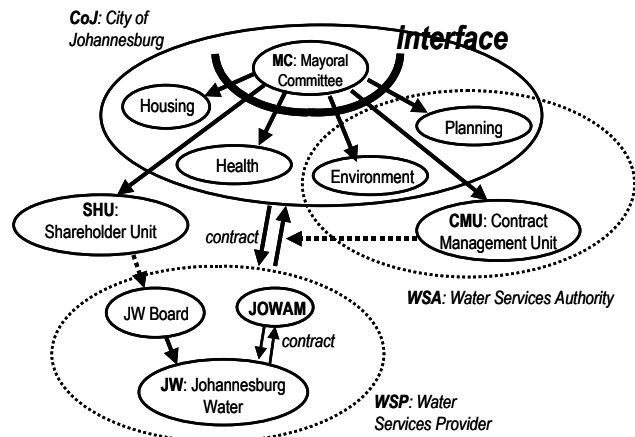 CoJ: City of
Johannesburg
Interface
MC: Mayoral
Committee
Housing
Planning
Health
Environment
SHU:
Shareholder Unit
contract
CMU: Contract
Management Unit
WSA: Water Services Authority
JW Board
JOWAM
contract
JW: Johannesburg
Water
WSP: Water
Services Provider